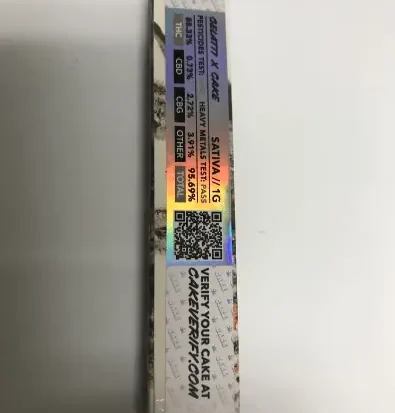 GELATTI X CAKE
SATIVA // 1G
PESTICIDES TEST:
HEAVY METALS TEST: PASS
88.33% 0.73% 2.72% 3.91% 95.69%
THC CBD CBG OTHER TOTAL
VERIFY YOUR CAKE AT
CAKEVERIFY.COM